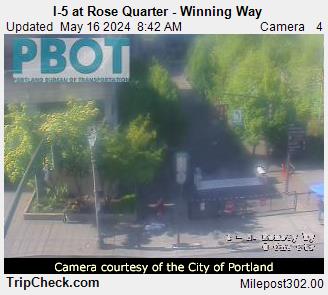 I-5 at Rose Quarter - Winning Way
Updated May 16 2024 8:42 AM Camera 4
PBOT
PORTLAND BUREAU OF TRANSPORTATION
Camera courtesy of the City of Portland
TripCheck.com Milepost302.00